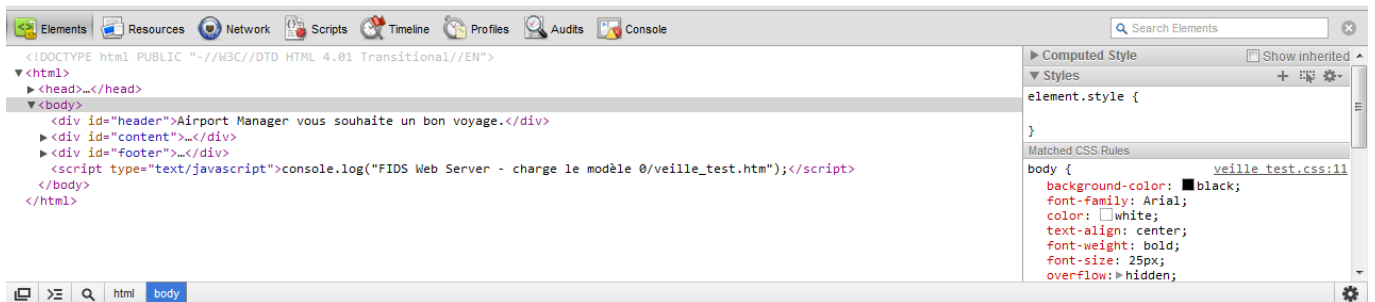 Elements Resources Network Scripts Timeline Profiles Audits Console Search Elements
<!DOCTYPE html PUBLIC "-//W3C//DTD HTML 4.01 Transitional//EN">
▼<html>
▶<head>…</head>
▼<body>
<div id="header">Airport Manager vous souhaite un bon voyage.</div>
▶<div id="content">…</div>
▶<div id="footer">…</div>
<script type="text/javascript">console.log("FIDS Web Server - charge le modèle 0/veille_test.htm");</script>
</body>
</html>
▶ Computed Style Show inherited
▼ Styles
element.style {
}
Matched CSS Rules
body { veille_test.css:11
background-color: black;
font-family: Arial;
color: white;
text-align: center;
font-weight: bold;
font-size: 25px;
overflow:▶hidden;
html body